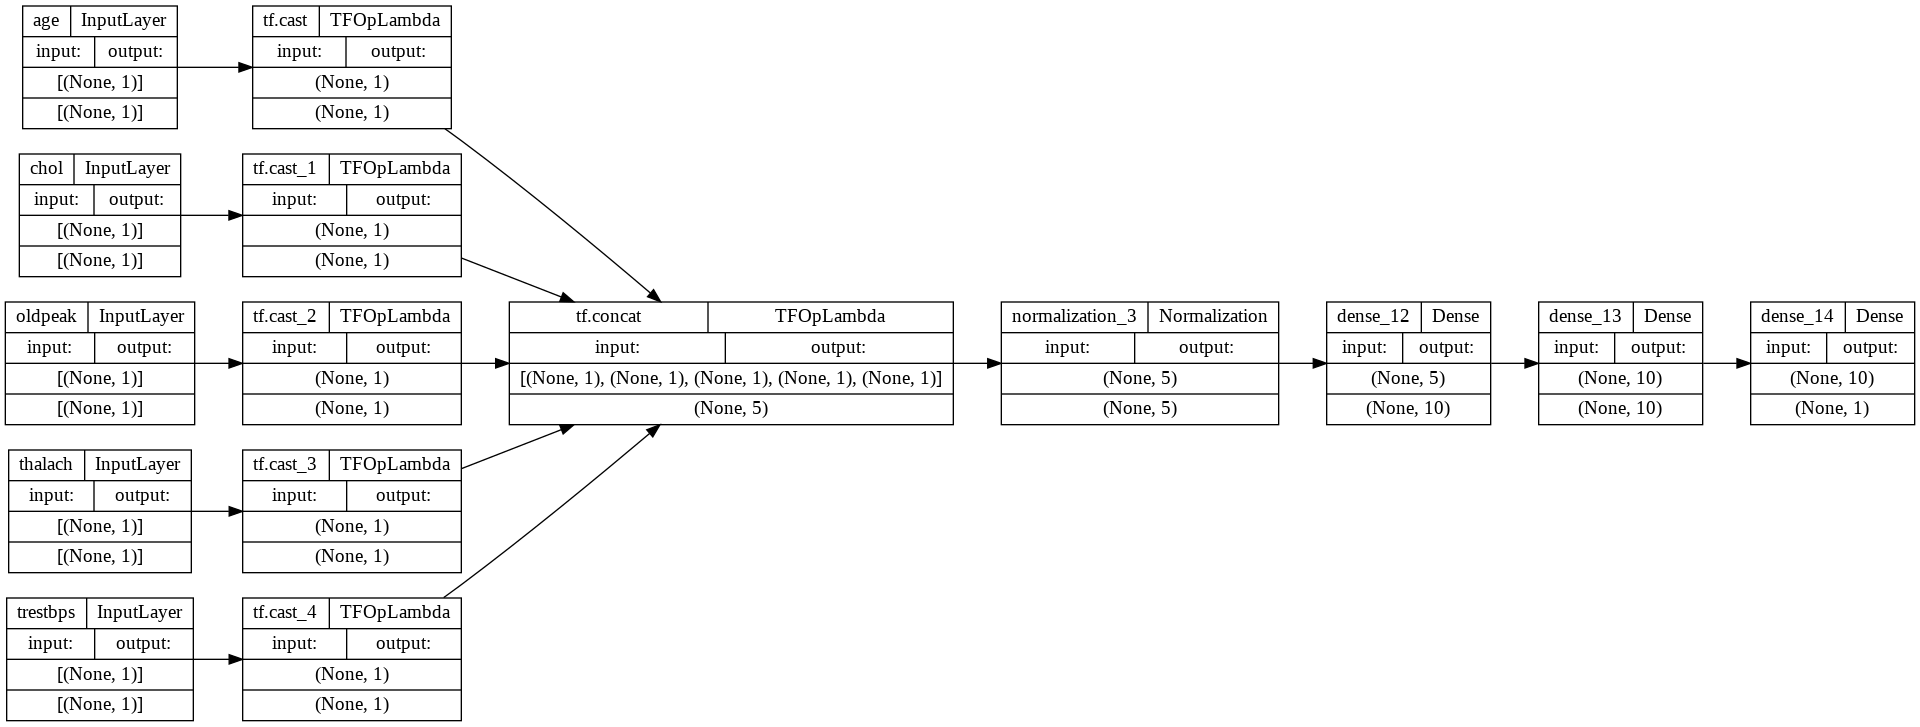 age InputLayer
input: output:
[(None, 1)]
[(None, 1)]
tf.cast TFOpLambda
input: output:
(None, 1)
(None, 1)
chol InputLayer
input: output:
[(None, 1)]
[(None, 1)]
tf.cast_1 TFOpLambda
input: output:
(None, 1)
(None, 1)
oldpeak InputLayer
input: output:
[(None, 1)]
[(None, 1)]
tf.cast_2 TFOpLambda
input: output:
(None, 1)
(None, 1)
thalach InputLayer
input: output:
[(None, 1)]
[(None, 1)]
tf.cast_3 TFOpLambda
input: output:
(None, 1)
(None, 1)
trestbps InputLayer
input: output:
[(None, 1)]
[(None, 1)]
tf.cast_4 TFOpLambda
input: output:
(None, 1)
(None, 1)
tf.concat TFOpLambda
input: output:
[(None, 1), (None, 1), (None, 1), (None, 1), (None, 1)]
(None, 5)
normalization_3 Normalization
input: output:
(None, 5)
(None, 5)
dense_12 Dense
input: output:
(None, 5)
(None, 10)
dense_13 Dense
input: output:
(None, 10)
(None, 10)
dense_14 Dense
input: output:
(None, 10)
(None, 1)